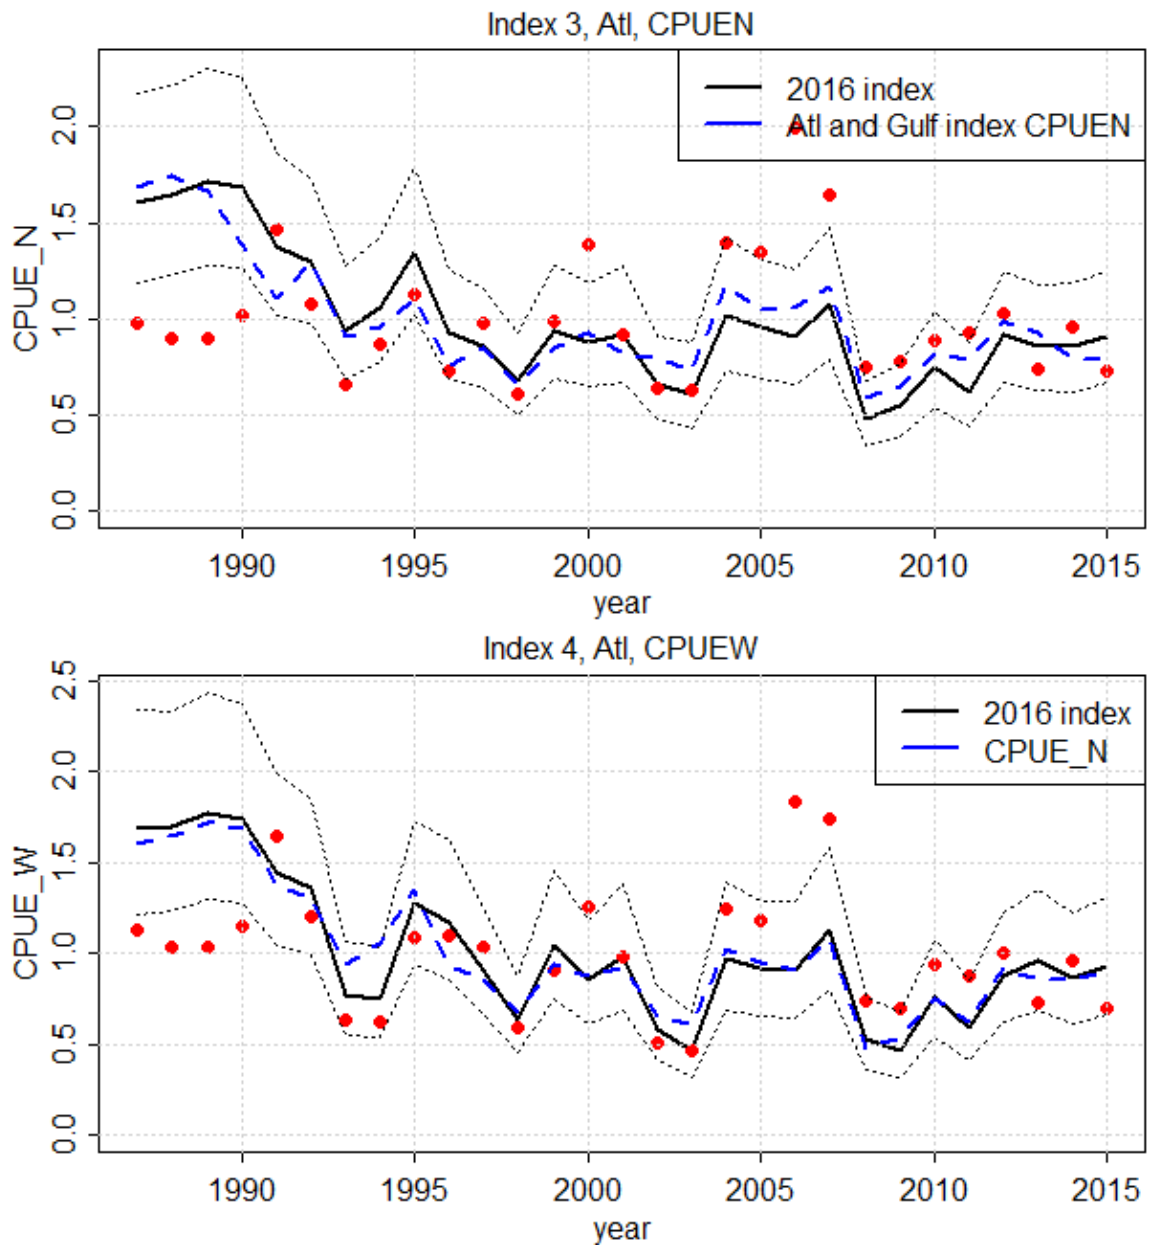 Index 3, Atl, CPUEN
2016 index
Atl and Gulf index CPUEN
CPUE_N
2.0
1.5
1.0
0.5
0.0
1990 1995 2000 2005 2010 2015
year
Index 4, Atl, CPUEW
2016 index
CPUE_N
CPUE_W
2.5
2.0
1.5
1.0
0.5
0.0
1990 1995 2000 2005 2010 2015
year